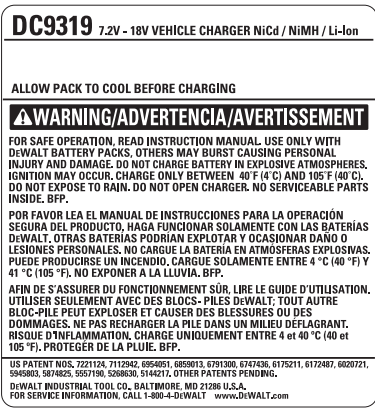 DC9319 7.2V - 18V VEHICLE CHARGER NiCd / NiMH / Li-Ion
ALLOW PACK TO COOL BEFORE CHARGING
WARNING/ADVERTENCIA/AVERTISSEMENT
FOR SAFE OPERATION, READ INSTRUCTION MANUAL. USE ONLY WITH
DEWALT BATTERY PACKS, OTHERS MAY BURST CAUSING PERSONAL
INJURY AND DAMAGE. DO NOT CHARGE BATTERY IN EXPLOSIVE ATMOSPHERES.
IGNITION MAY OCCUR. CHARGE ONLY BETWEEN 40˚F (4˚C) AND 105˚F (40˚C).
DO NOT EXPOSE TO RAIN. DO NOT OPEN CHARGER. NO SERVICEABLE PARTS
INSIDE. BFP.
POR FAVOR LEA EL MANUAL DE INSTRUCCIONES PARA LA OPERACIÓN
SEGURA DEL PRODUCTO, HAGA FUNCIONAR SOLAMENTE CON LAS BATERÍAS
DEWALT. OTRAS BATERÍAS PODRÍAN EXPLOTAR Y OCASIONAR DAÑO O
LESIONES PERSONALES. NO CARGUE LA BATERÍA EN ATMÓSFERAS EXPLOSIVAS.
PUEDE PRODUCIRSE UN INCENDIO. CARGUE SOLAMENTE ENTRE 4 °C (40 °F) Y
41 °C (105 °F). NO EXPONER A LA LLUVIA. BFP.
AFIN DE S'ASSURER DU FONCTIONNEMENT SÛR, LIRE LE GUIDE D'UTILISATION.
UTILISER SEULEMENT AVEC DES BLOCS- PILES DEWALT; TOUT AUTRE
BLOC-PILE PEUT EXPLOSER ET CAUSER DES BLESSURES OU DES
DOMMAGES. NE PAS RECHARGER LA PILE DANS UN MILIEU DÉFLAGRANT.
RISQUE D'INFLAMMATION, CHARGE UNIQUEMENT ENTRE 4 et 40 °C (40 et
105 °F). PROTEGÉR DE LA PLUIE. BFP.
US PATENT NOS. 7221124, 7112942, 6954051, 6859013, 6791300, 6747436, 6175211, 6172487, 6020721,
5945803, 5874825, 5557190, 5268630, 5144217. OTHER PATENTS PENDING.
DEWALT INDUSTRIAL TOOL CO., BALTIMORE, MD 21286 U.S.A.
FOR SERVICE INFORMATION, CALL 1-800-4-DEWALT www.DEWALT.com